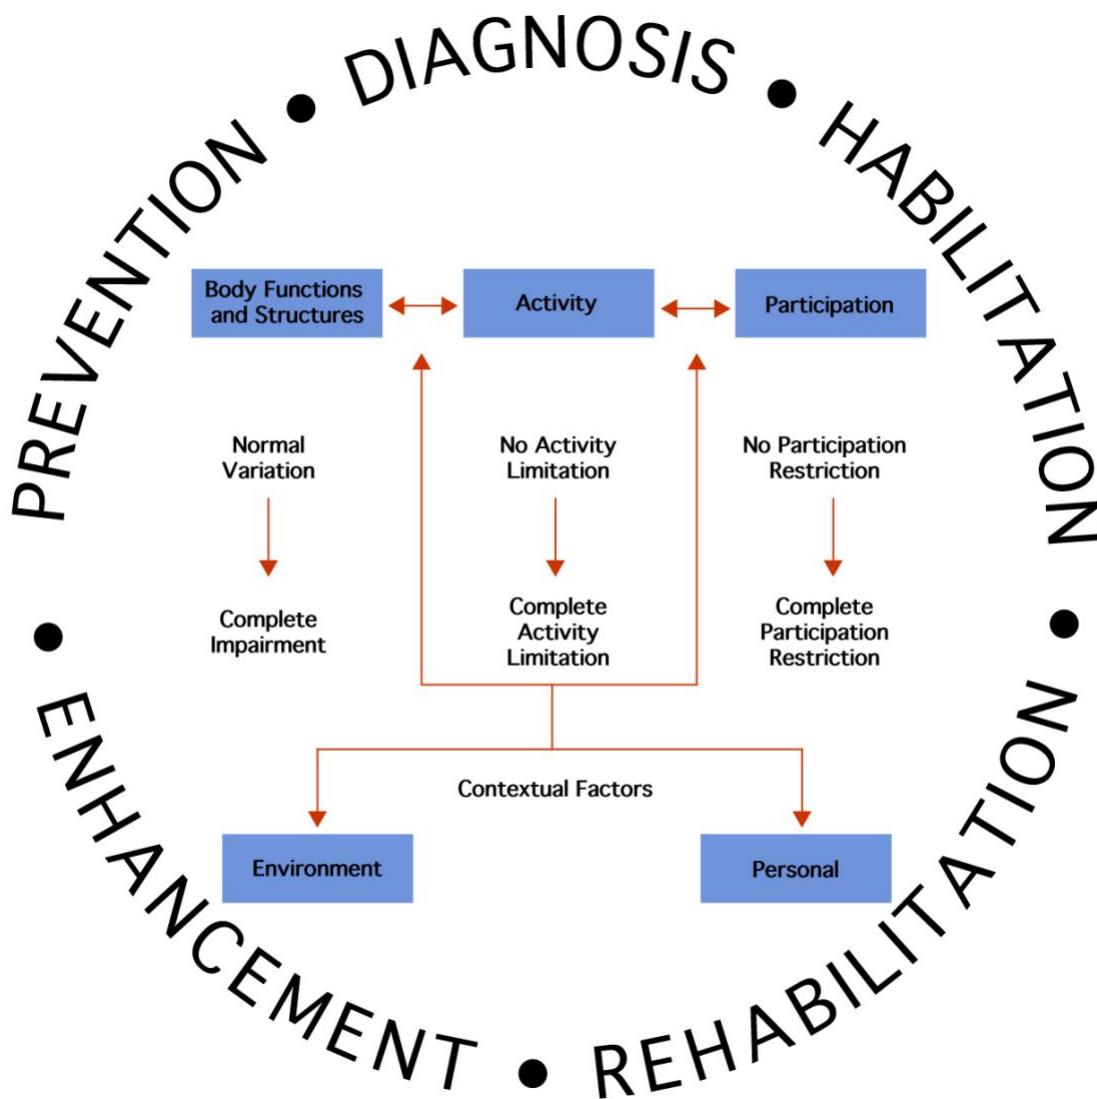 PREVENTION • DIAGNOSIS • HABILITATION • REHABILITATION • ENHANCEMENT •
Body Functions
and Structures
Activity
Participation
Normal
Variation
No Activity
Limitation
No Participation
Restriction
Complete
Impairment
Complete
Activity
Limitation
Complete
Participation
Restriction
Contextual Factors
Environment
Personal